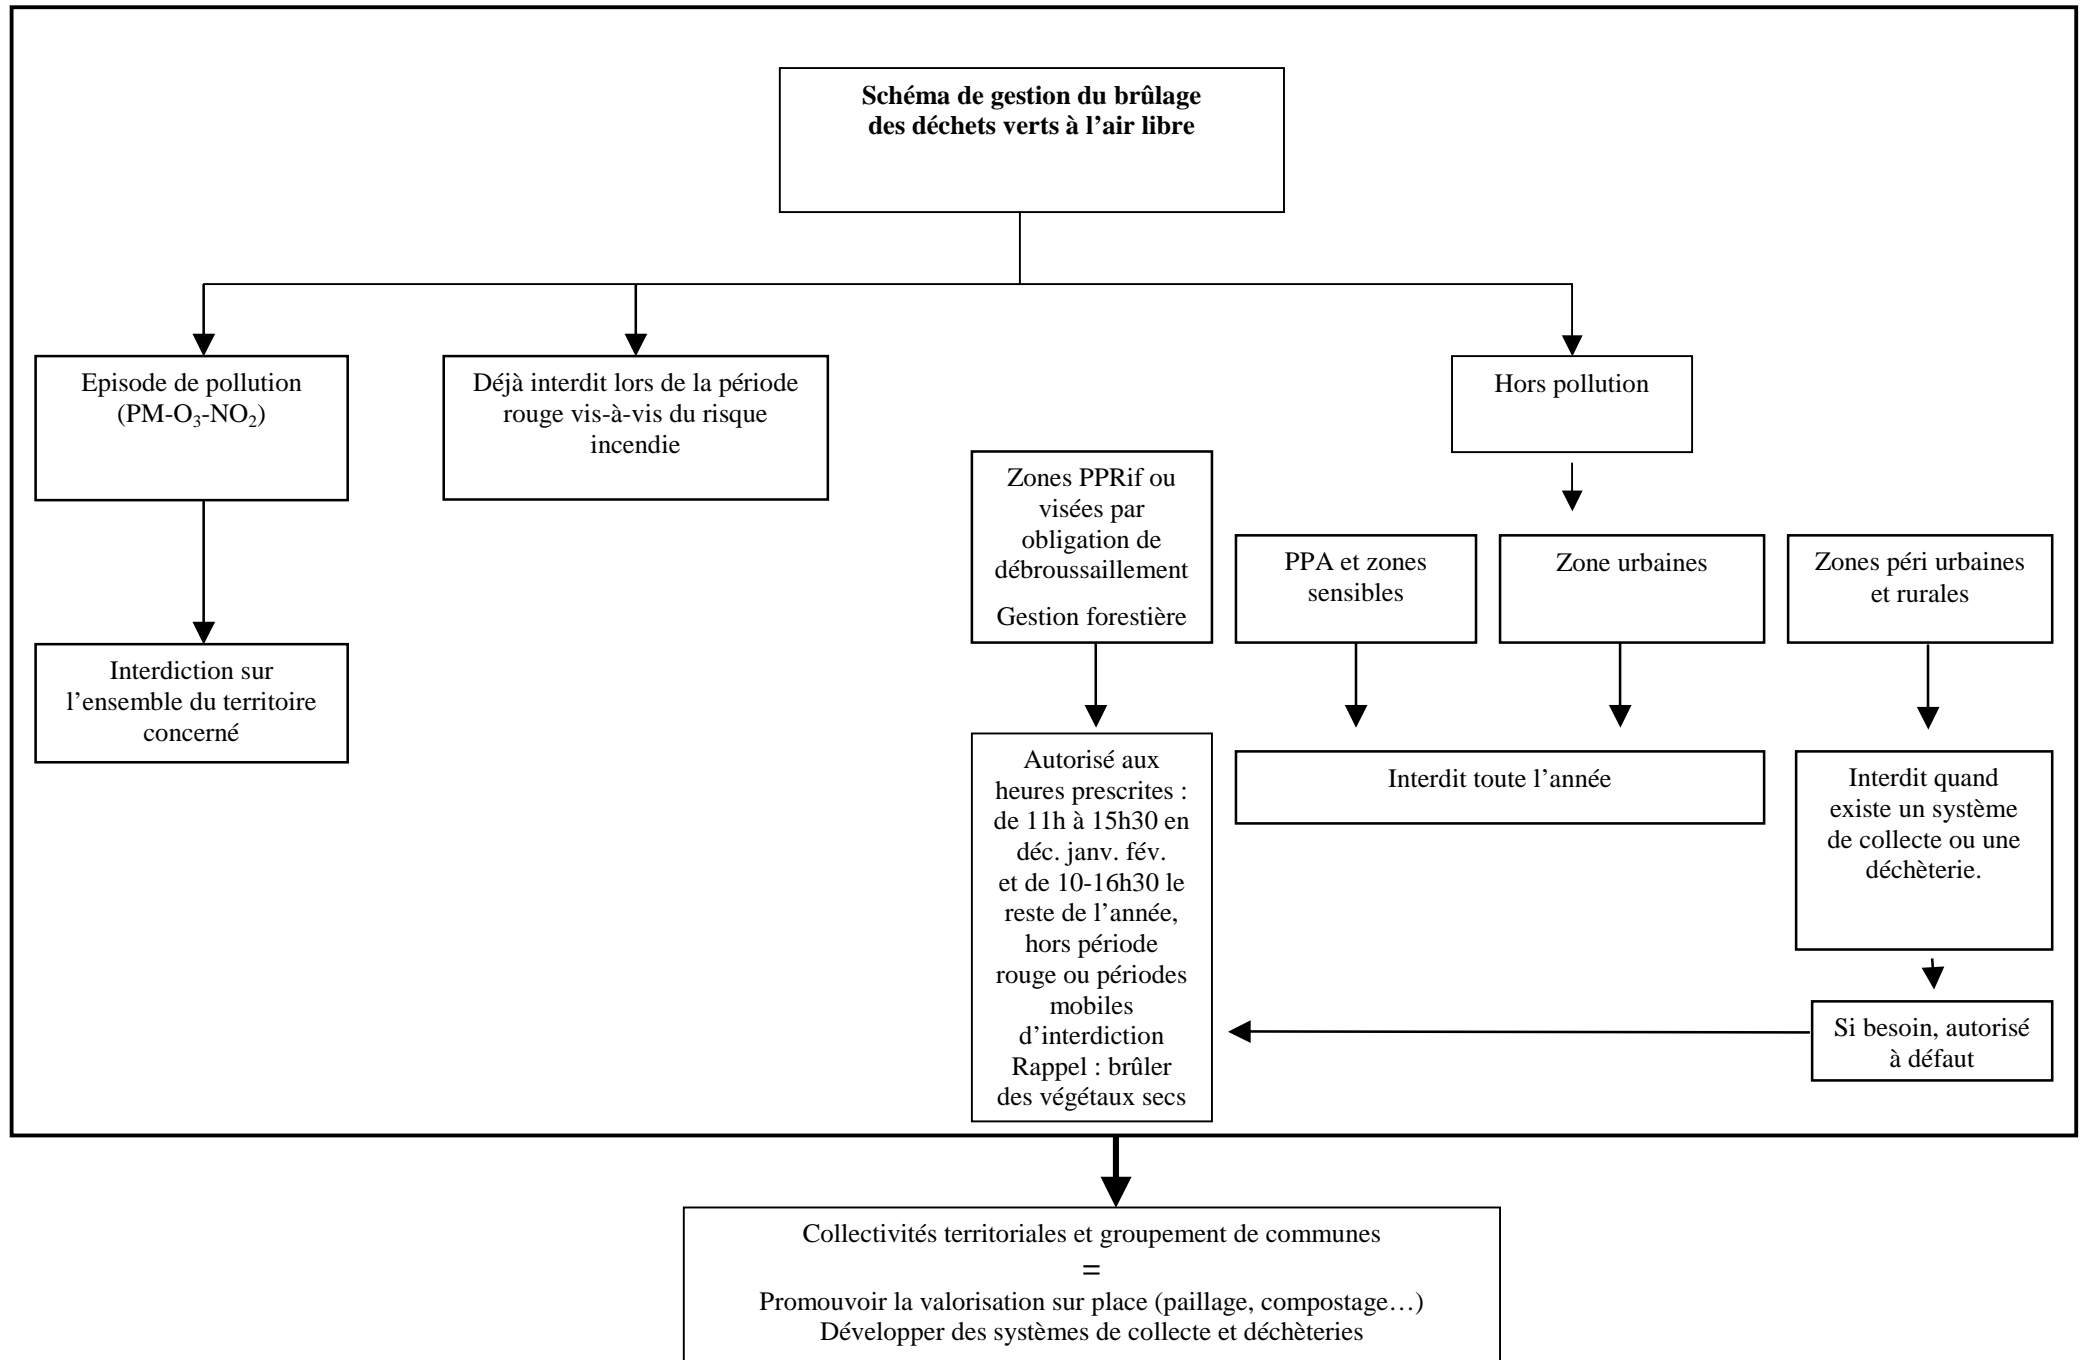 Schéma de gestion du brûlage
des déchets verts à l’air libre
Episode de pollution
(PM-O₃-NO₂)
Déjà interdit lors de la période
rouge vis-à-vis du risque
incendie
Hors pollution
Zones PPRif ou
visées par
obligation de
débroussaillement
Gestion forestière
PPA et zones
sensibles
Zone urbaines
Zones péri urbaines
et rurales
Interdiction sur
l’ensemble du territoire
concerné
Autorisé aux
heures prescrites :
de 11h à 15h30 en
déc. janv. fév.
et de 10-16h30 le
reste de l’année,
hors période
rouge ou périodes
mobiles
d’interdiction
Rappel : brûler
des végétaux secs
Interdit toute l’année
Interdit quand
existe un système
de collecte ou une
déchèterie.
Si besoin, autorisé
à défaut
Collectivités territoriales et groupement de communes
=
Promouvoir la valorisation sur place (paillage, compostage…)
Développer des systèmes de collecte et déchèteries